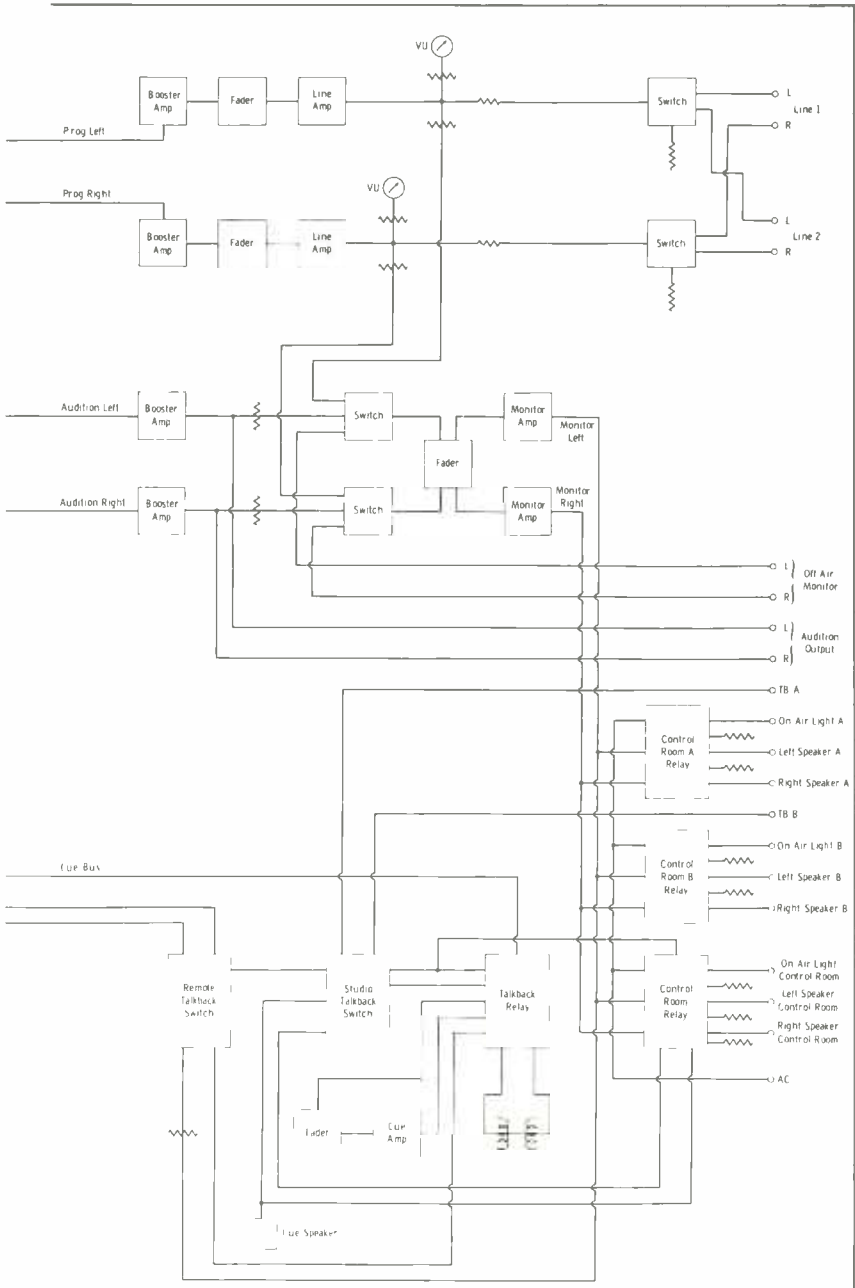 VU
Booster
Amp
Fader
Line
Amp
Switch
L
Line 1
R
Prog Left
Prog Right
VU
Booster
Amp
Fader
Line
Amp
Switch
L
Line 2
R
Audition Left
Booster
Amp
Switch
Monitor
Amp
Monitor
Left
Fader
Audition Right
Booster
Amp
Switch
Monitor
Amp
Monitor
Right
L
Off Air
Monitor
R
L
Audition
Output
R
TB A
Control
Room A
Relay
On Air Light A
Left Speaker A
Right Speaker A
TB B
Control
Room B
Relay
On Air Light B
Left Speaker B
Right Speaker B
Cue Bus
Remote
Talkback
Switch
Studio
Talkback
Switch
Talkback
Relay
Control
Room
Relay
On Air Light
Control Room
Left Speaker
Control Room
Right Speaker
Control Room
AC
Fader
Cue
Amp
Cue Speaker